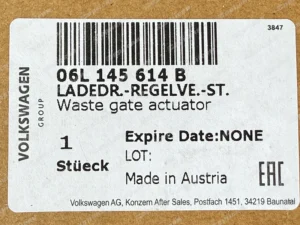 3847
VOLKSWAGEN
GROUP
06L 145 614 B
LADEDR.-REGELVE.-ST.
Waste gate actuator
1
Stüeck
Expire Date:NONE
LOT:
Made in Austria
EAC
Volkswagen AG, Konzern After Sales, Postfach 1451, 34219 Baunatal